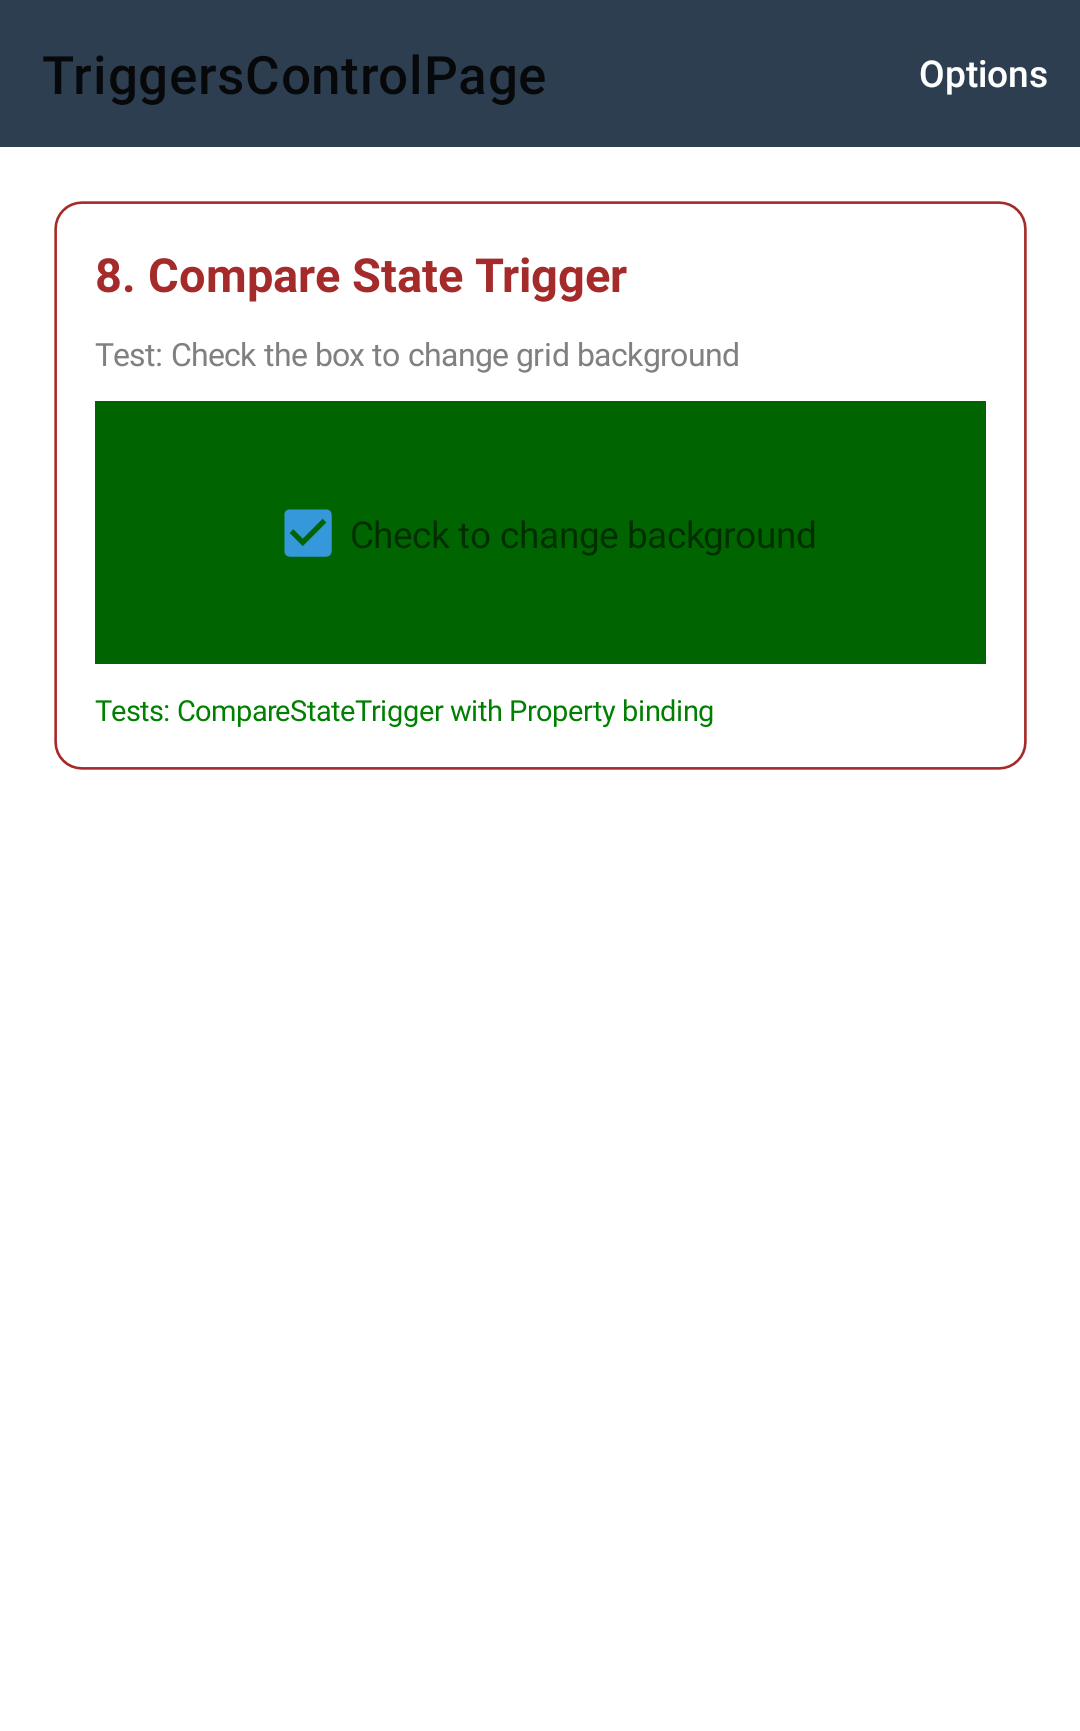 TriggersControlPage
Options
8. Compare State Trigger
Test: Check the box to change grid background
Check to change background
Tests: CompareStateTrigger with Property binding